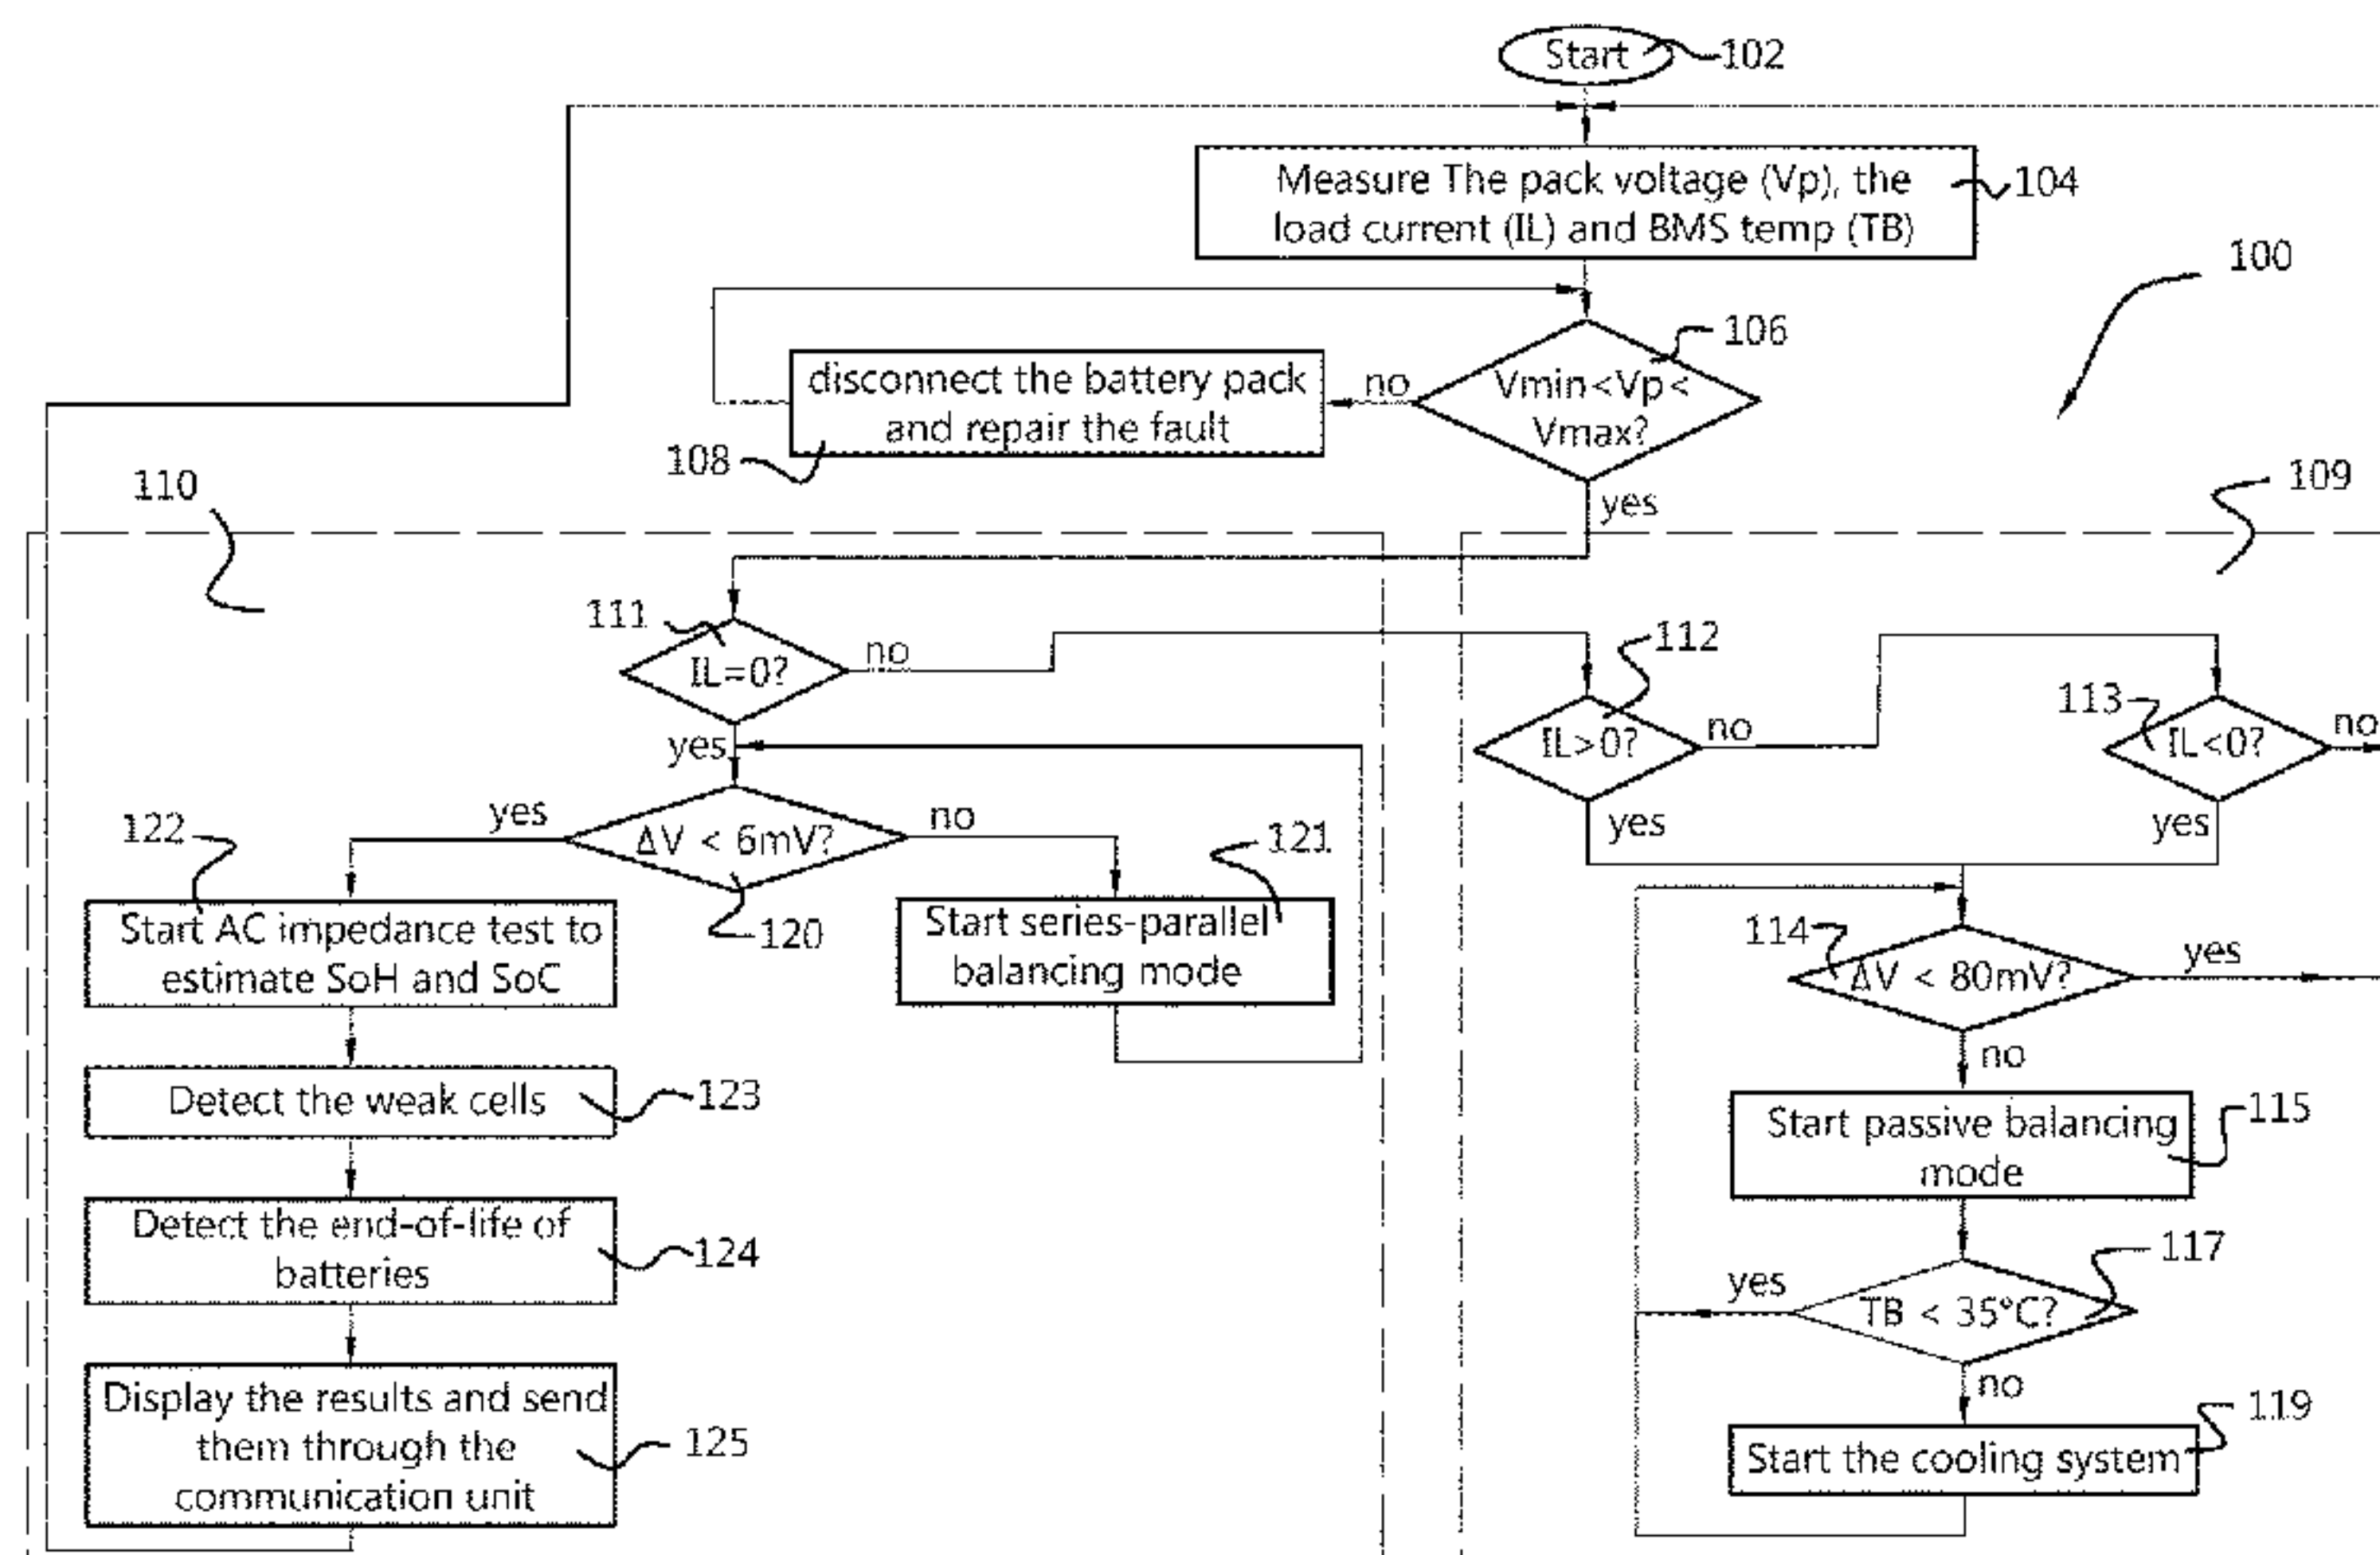 Start
102
Measure The pack voltage (Vp), the
load current (IL) and BMS temp (TB)
104
100
106
Vmin<Vp<
Vmax?
no
disconnect the battery pack
and repair the fault
108
yes
110
109
111
IL=0?
no
yes
112
IL>0?
no
yes
113
IL<0?
no
yes
ΔV < 6mV?
yes
no
120
121
Start series-parallel
balancing mode
122
Start AC impedance test to
estimate SoH and SoC
Detect the weak cells
123
Detect the end-of-life of
batteries
124
Display the results and send
them through the
communication unit
125
114
ΔV < 80mV?
yes
no
Start passive balancing
mode
115
117
TB < 35°C?
yes
no
119
Start the cooling system